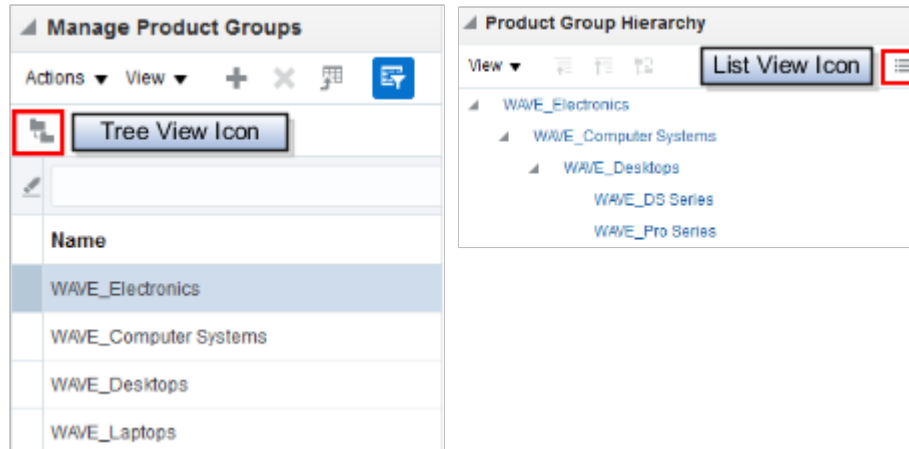 Manage Product Groups
Actions View
Tree View Icon
Name
WAVE_Electronics
WAVE_Computer Systems
WAVE_Desktops
WAVE_Laptops
Product Group Hierarchy
View
List View Icon
WAVE_Electronics
WAVE_Computer Systems
WAVE_Desktops
WAVE_DS Series
WAVE_Pro Series